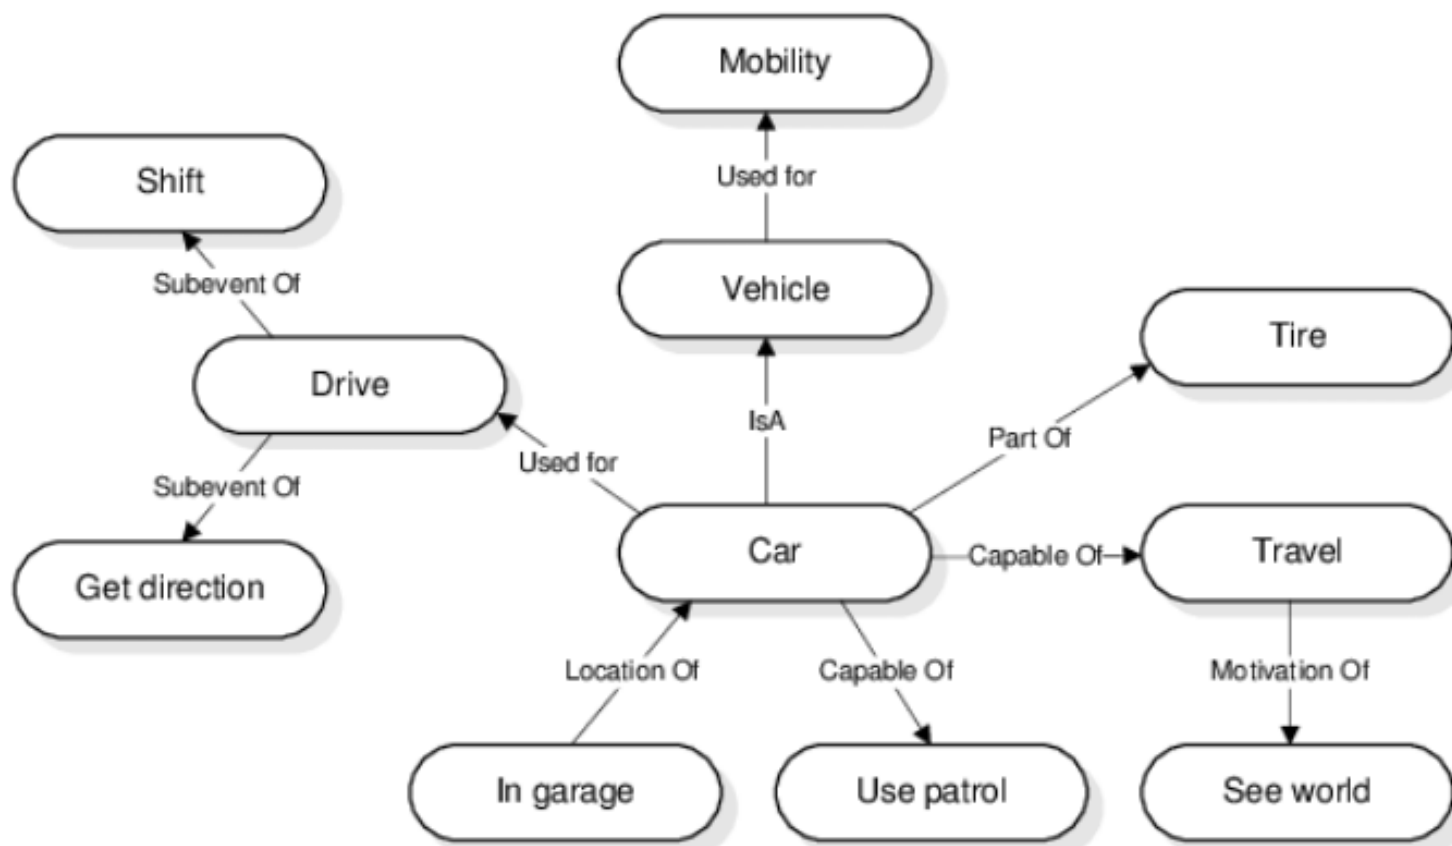 Mobility
Shift
Used for
Subevent Of
Vehicle
Tire
Drive
IsA
Part Of
Used for
Subevent Of
Car
Capable Of
Travel
Get direction
Location Of
Capable Of
Motivation Of
In garage
Use patrol
See world